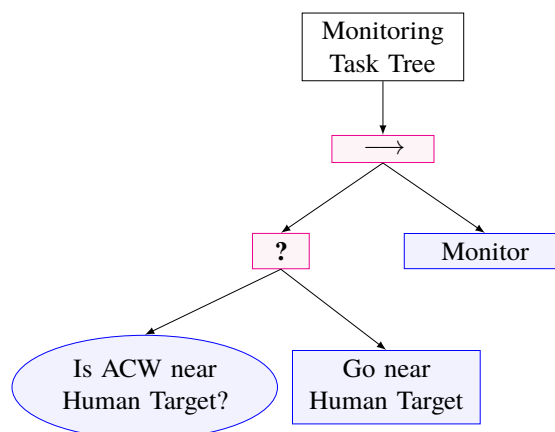 Monitoring
Task Tree
⟶
?
Monitor
Is ACW near
Human Target?
Go near
Human Target